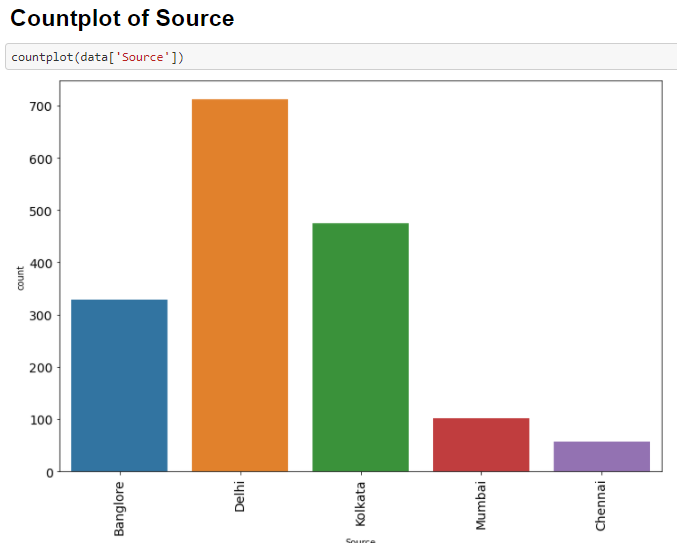 Countplot of Source
countplot(data['Source'])
700
600
500
400
300
200
100
0
count
Banglore
Delhi
Kolkata
Mumbai
Chennai
Source